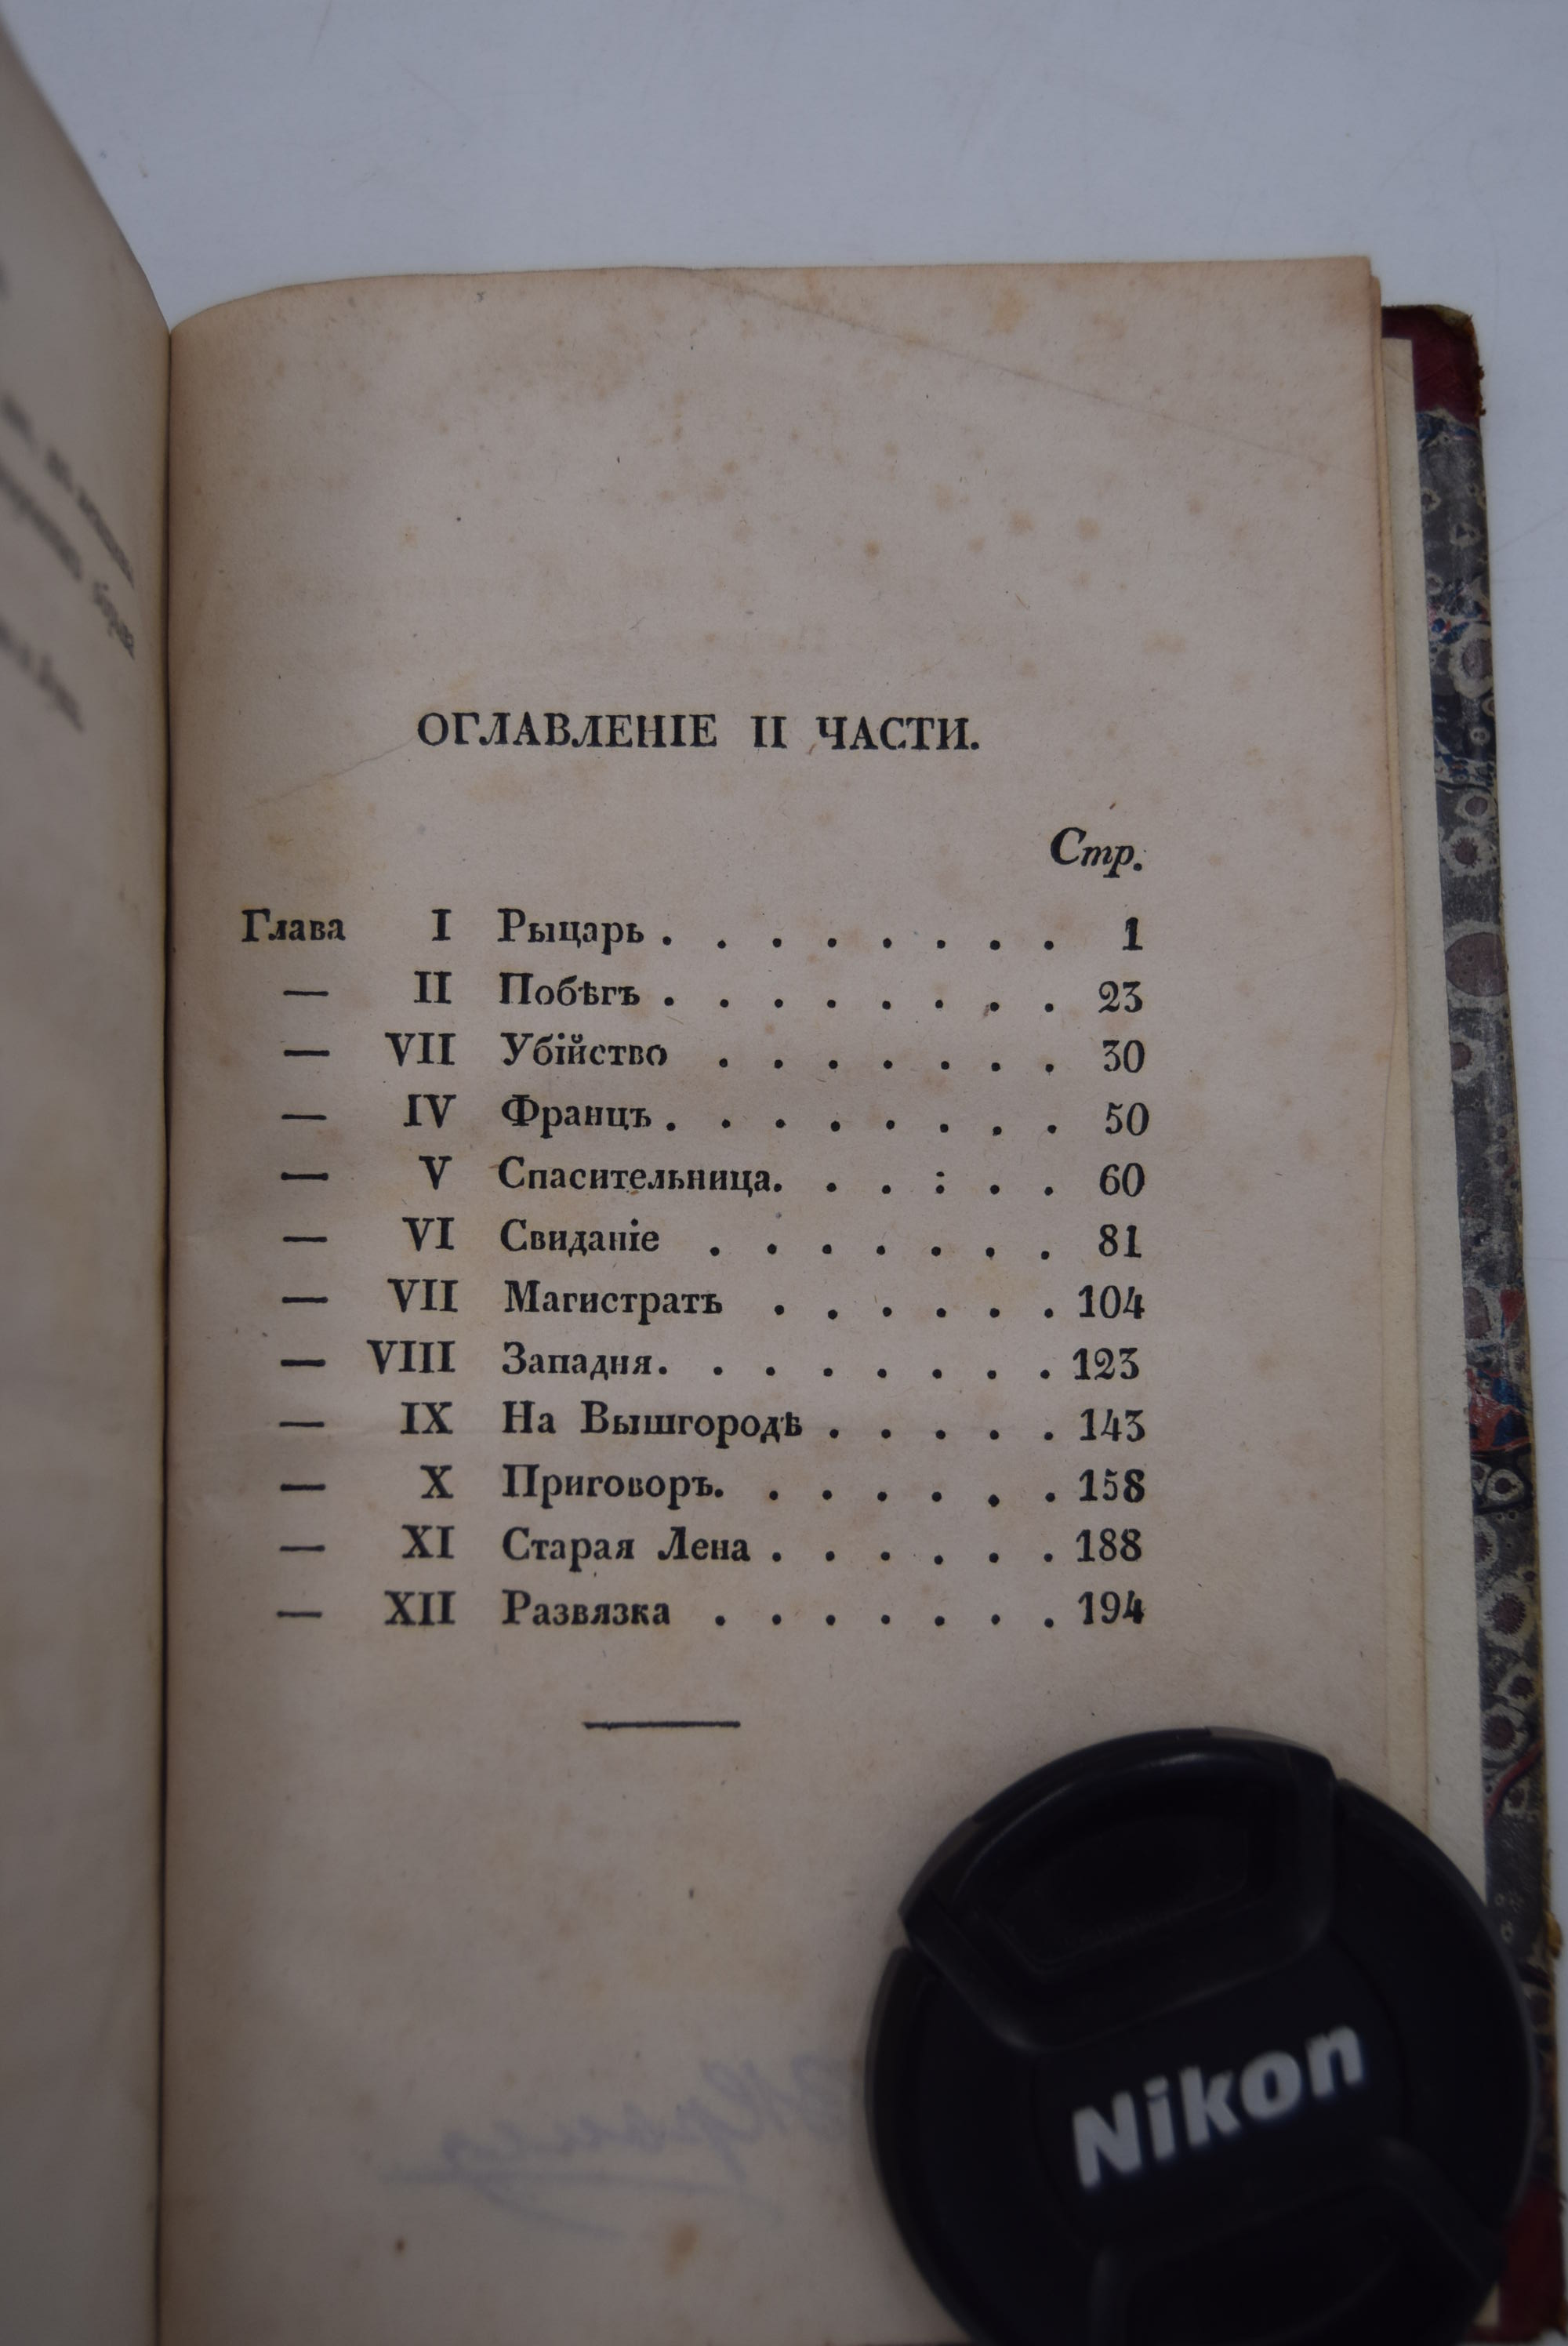 ОГЛАВЛЕНІЕ II ЧАСТИ.
Стр.
Глава I Рыцарь . . . . . . . . 1
— II Побѣгъ . . . . . . . . 23
— VII Убійство . . . . . . . 30
— IV Францъ . . . . . . . . 50
— V Спасительница. . . : . . 60
— VI Свиданіе . . . . . . . 81
— VII Магистратъ . . . . . . 104
— VIII Западня. . . . . . . . 123
— IX На Вышгородѣ . . . . . 143
— X Приговоръ. . . . . . . 158
— XI Старая Лена . . . . . . 188
— XII Развязка . . . . . . . 194
Nikon